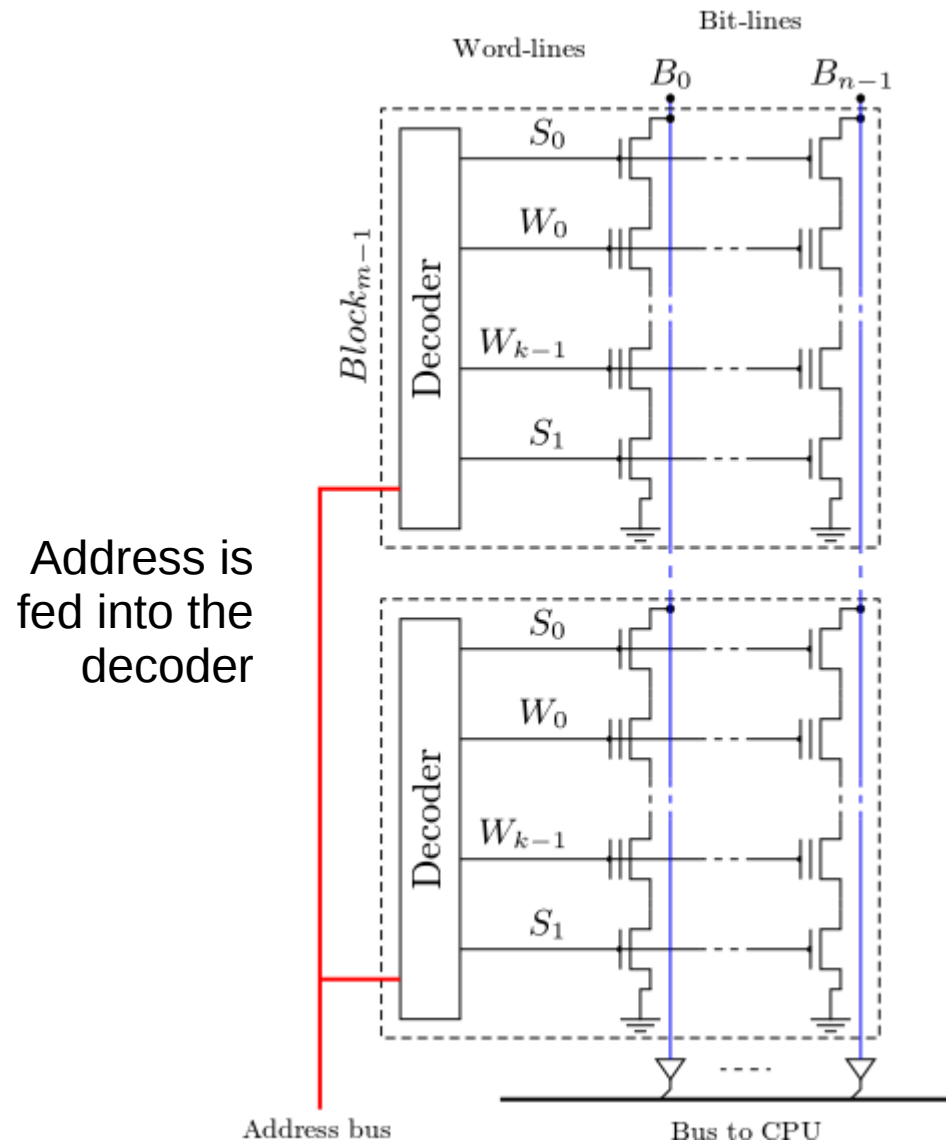 Bit-lines
Word-lines
B₀
Bₙ₋₁
S₀
W₀
Blockₘ₋₁
Decoder
Wₖ₋₁
S₁
Address is
fed into the
decoder
S₀
W₀
Decoder
Wₖ₋₁
S₁
Address bus
Bus to CPU